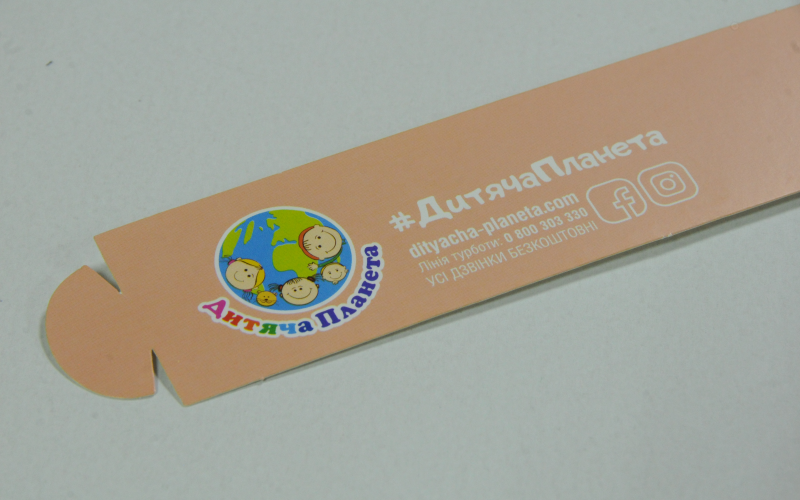 Дитяча Планета
#ДитячаПланета
dityacha-planeta.com
Лінія турботи: 0 800 303 330
УСІ ДЗВІНКИ БЕЗКОШТОВНІ